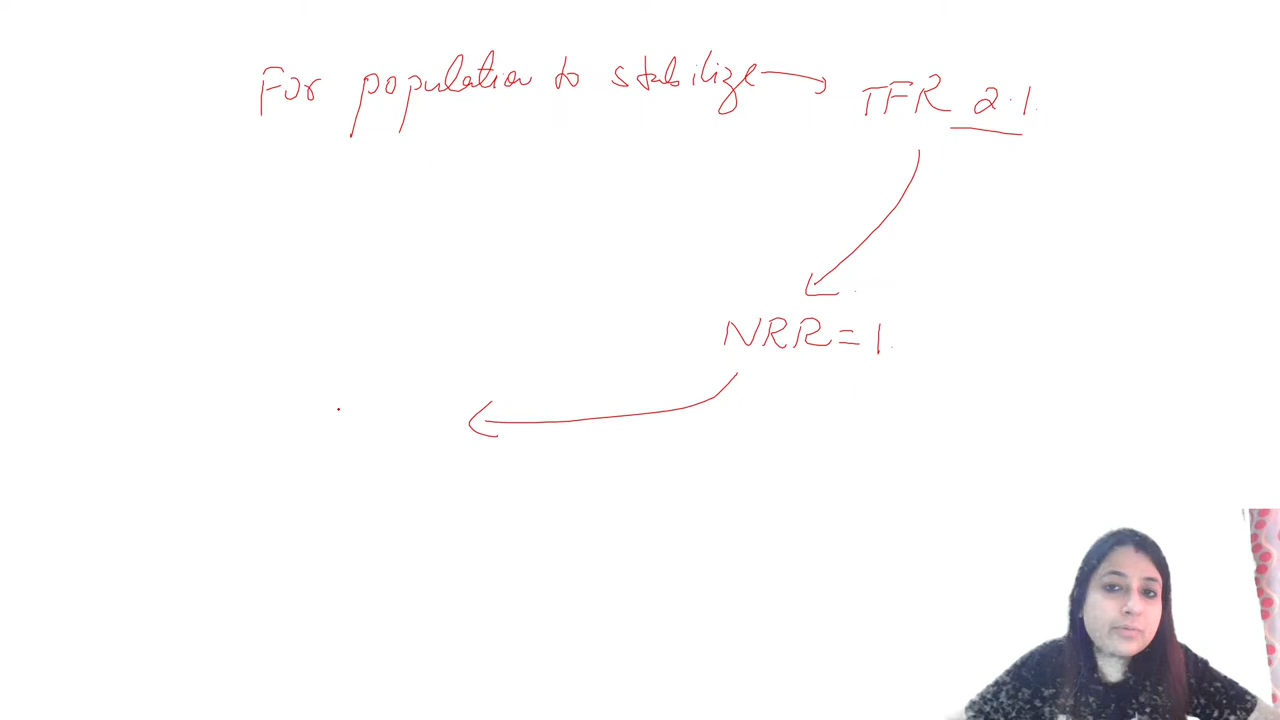 For population to stabilize → TFR 2.1
NRR = 1.